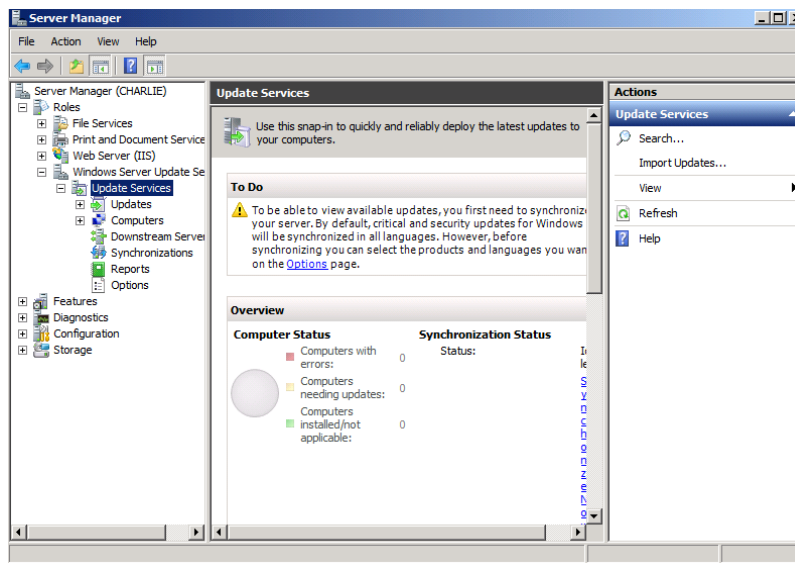 Server Manager
File Action View Help
Server Manager (CHARLIE)
Roles
File Services
Print and Document Service
Web Server (IIS)
Windows Server Update Se
Update Services
Updates
Computers
Downstream Server
Synchronizations
Reports
Options
Features
Diagnostics
Configuration
Storage
Update Services
Use this snap-in to quickly and reliably deploy the latest updates to
your computers.
To Do
To be able to view available updates, you first need to synchroniz
your server. By default, critical and security updates for Windows
will be synchronized in all languages. However, before
synchronizing you can select the products and languages you wan
on the Options page.
Overview
Computer Status
Computers with
errors: 0
Computers
needing updates: 0
Computers
installed/not
applicable: 0
Synchronization Status
Status:
Id
le
S
y
n
c
h
o
n
z
e
N
o
Actions
Update Services
Search...
Import Updates...
View
Refresh
Help